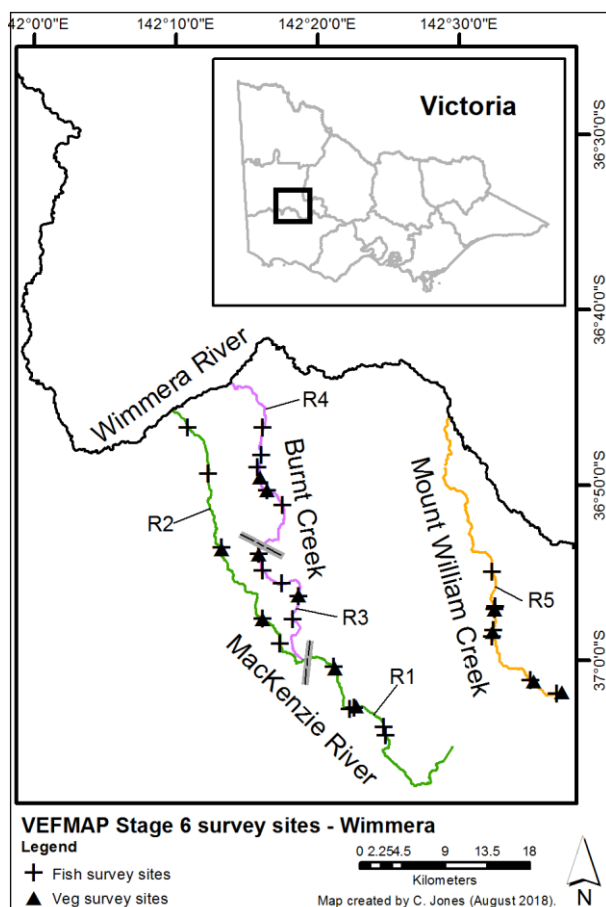 142°0'0"E
142°10'0"E
142°20'0"E
142°30'0"E
Victoria
36°30'0"S
36°40'0"S
36°50'0"S
37°0'0"S
Wimmera River
R4
Burnt Creek
R2
Mount William Creek
R5
R3
MacKenzie River
R1
VEFMAP Stage 6 survey sites - Wimmera
Legend
Fish survey sites
Veg survey sites
0 2.25 4.5 9 13.5 18
Kilometers
Map created by C. Jones (August 2018).
N